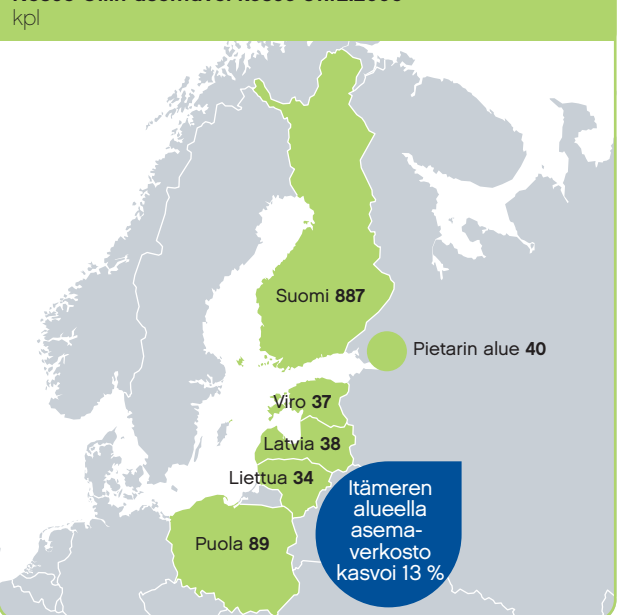 kpl
Suomi 887
Pietarin alue 40
Viro 37
Latvia 38
Liettua 34
Puola 89
Itämeren
alueella
asema-
verkosto
kasvoi 13 %